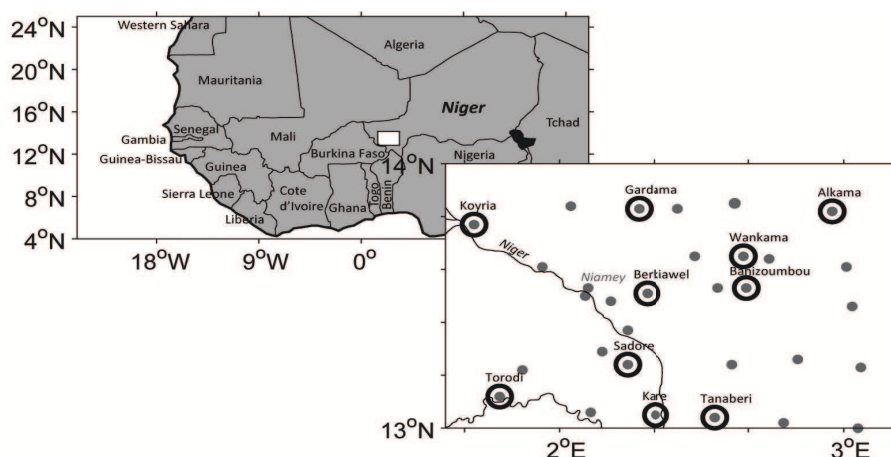 24°N
20°N
16°N
12°N
8°N
4°N
18°W
9°W
0°
Western Sahara
Algeria
Mauritania
Niger
Tchad
Senegal
Mali
Gambia
Burkina Faso
14°N
Nigeria
Guinea-Bissau
Guinea
Sierra Leone
Cote
d'Ivoire
Ghana
Togo
Benin
Liberia
Koyria
Gardama
Alkama
Niger
Wankama
Niamey
Bertiawel
Banizoumbou
Sadore
Torodi
Kare
Tanaberi
13°N
2°E
3°E